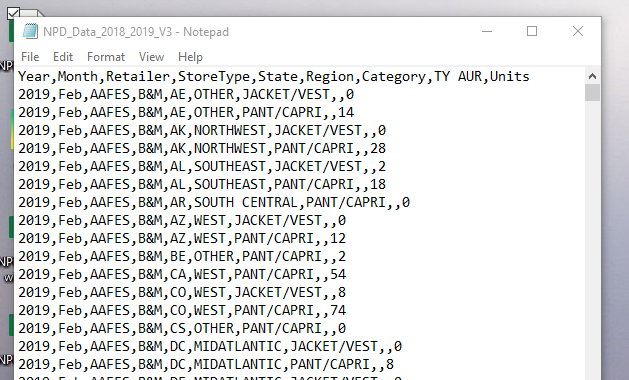 NPD_Data_2018_2019_V3 - Notepad
File Edit Format View Help
Year,Month,Retailer,StoreType,State,Region,Category,TY AUR,Units
2019,Feb,AAFES,B&M,AE,OTHER,JACKET/VEST,,0
2019,Feb,AAFES,B&M,AE,OTHER,PANT/CAPRI,,14
2019,Feb,AAFES,B&M,AK,NORTHWEST,JACKET/VEST,,0
2019,Feb,AAFES,B&M,AK,NORTHWEST,PANT/CAPRI,,28
2019,Feb,AAFES,B&M,AL,SOUTHEAST,JACKET/VEST,,2
2019,Feb,AAFES,B&M,AL,SOUTHEAST,PANT/CAPRI,,18
2019,Feb,AAFES,B&M,AR,SOUTH CENTRAL,PANT/CAPRI,,0
2019,Feb,AAFES,B&M,AZ,WEST,JACKET/VEST,,0
2019,Feb,AAFES,B&M,AZ,WEST,PANT/CAPRI,,12
2019,Feb,AAFES,B&M,BE,OTHER,PANT/CAPRI,,2
2019,Feb,AAFES,B&M,CA,WEST,PANT/CAPRI,,54
2019,Feb,AAFES,B&M,CO,WEST,JACKET/VEST,,8
2019,Feb,AAFES,B&M,CO,WEST,PANT/CAPRI,,74
2019,Feb,AAFES,B&M,CS,OTHER,PANT/CAPRI,,0
2019,Feb,AAFES,B&M,DC,MIDATLANTIC,JACKET/VEST,,0
2019,Feb,AAFES,B&M,DC,MIDATLANTIC,PANT/CAPRI,,8